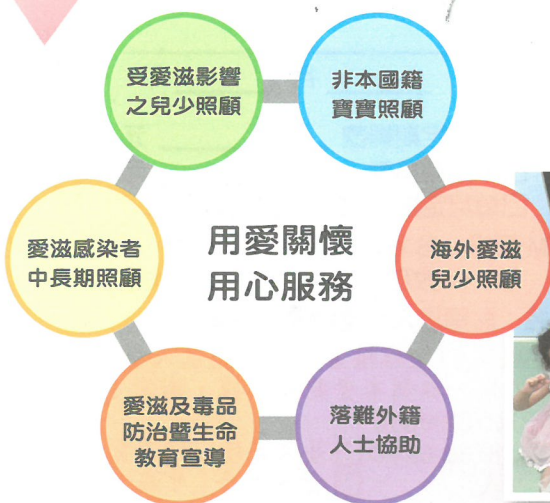 受愛滋影響
之兒少照顧
非本國籍
寶寶照顧
愛滋感染者
中長期照顧
用愛關懷
用心服務
海外愛滋
兒少照顧
愛滋及毒品
防治暨生命
教育宣導
落難外籍
人士協助